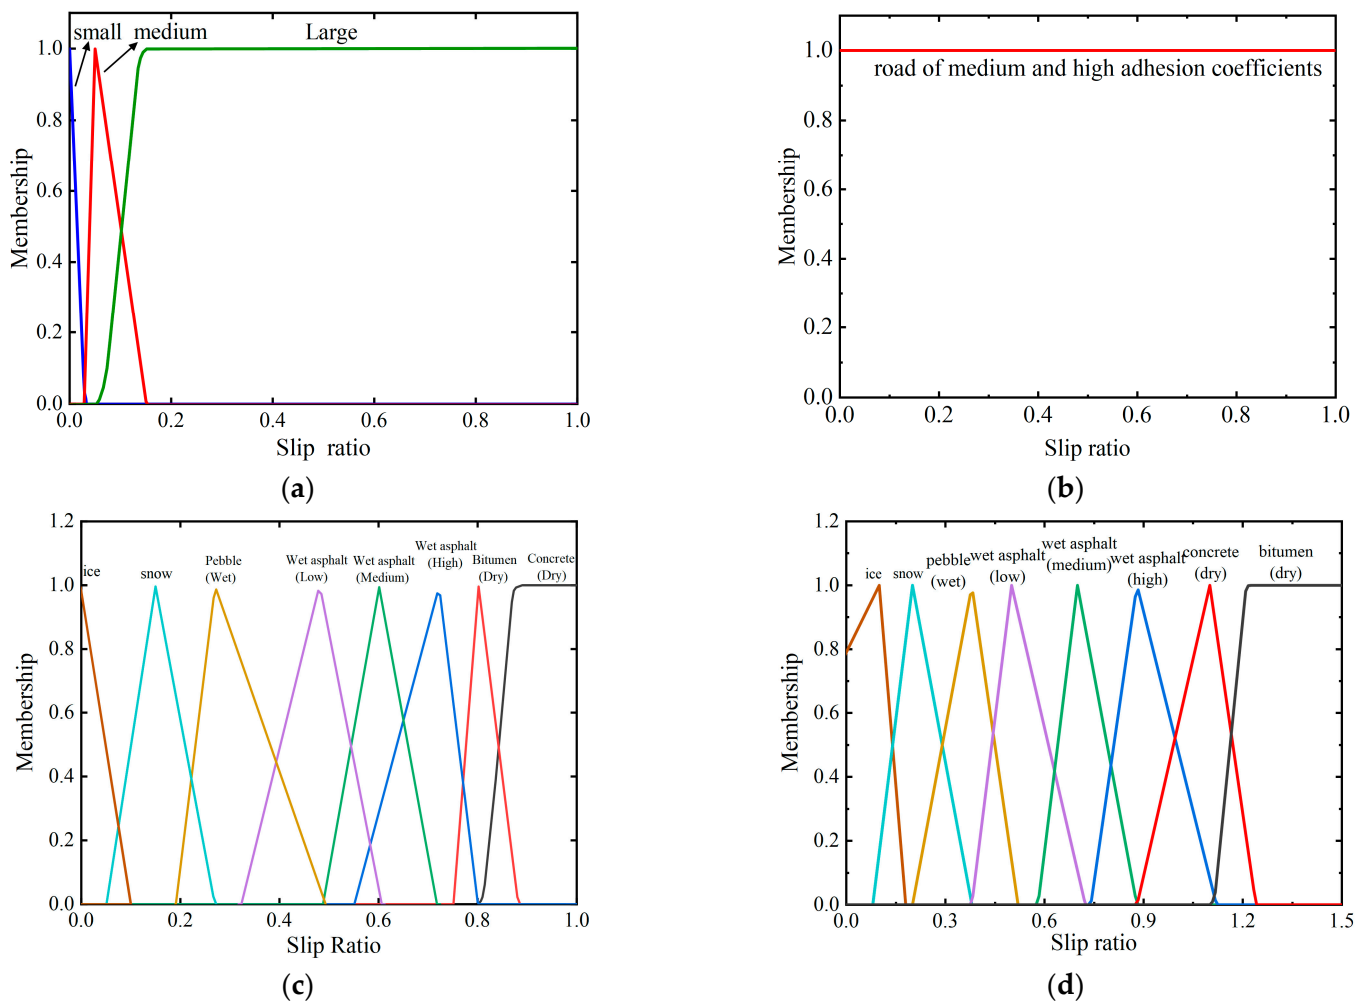 small
medium
Large
1.0
0.8
0.6
0.4
0.2
0.0
Membership
0.0 0.2 0.4 0.6 0.8 1.0
Slip ratio
(a)
road of medium and high adhesion coefficients
1.0
0.8
0.6
0.4
0.2
0.0
Membership
0.0 0.2 0.4 0.6 0.8 1.0
Slip ratio
(b)
1.2
1.0
0.8
0.6
0.4
0.2
0.0
Membership
ice
snow
Pebble
(Wet)
Wet asphalt
(Low)
Wet asphalt
(Medium)
Wet asphalt
(High)
Bitumen
(Dry)
Concrete
(Dry)
0.0 0.2 0.4 0.6 0.8 1.0
Slip Ratio
(c)
1.2
1.0
0.8
0.6
0.4
0.2
0.0
Membership
ice
snow
pebble
(wet)
wet asphalt
(low)
wet asphalt
(medium)
wet asphalt
(high)
concrete
(dry)
bitumen
(dry)
0.0 0.3 0.6 0.9 1.2 1.5
Slip ratio
(d)